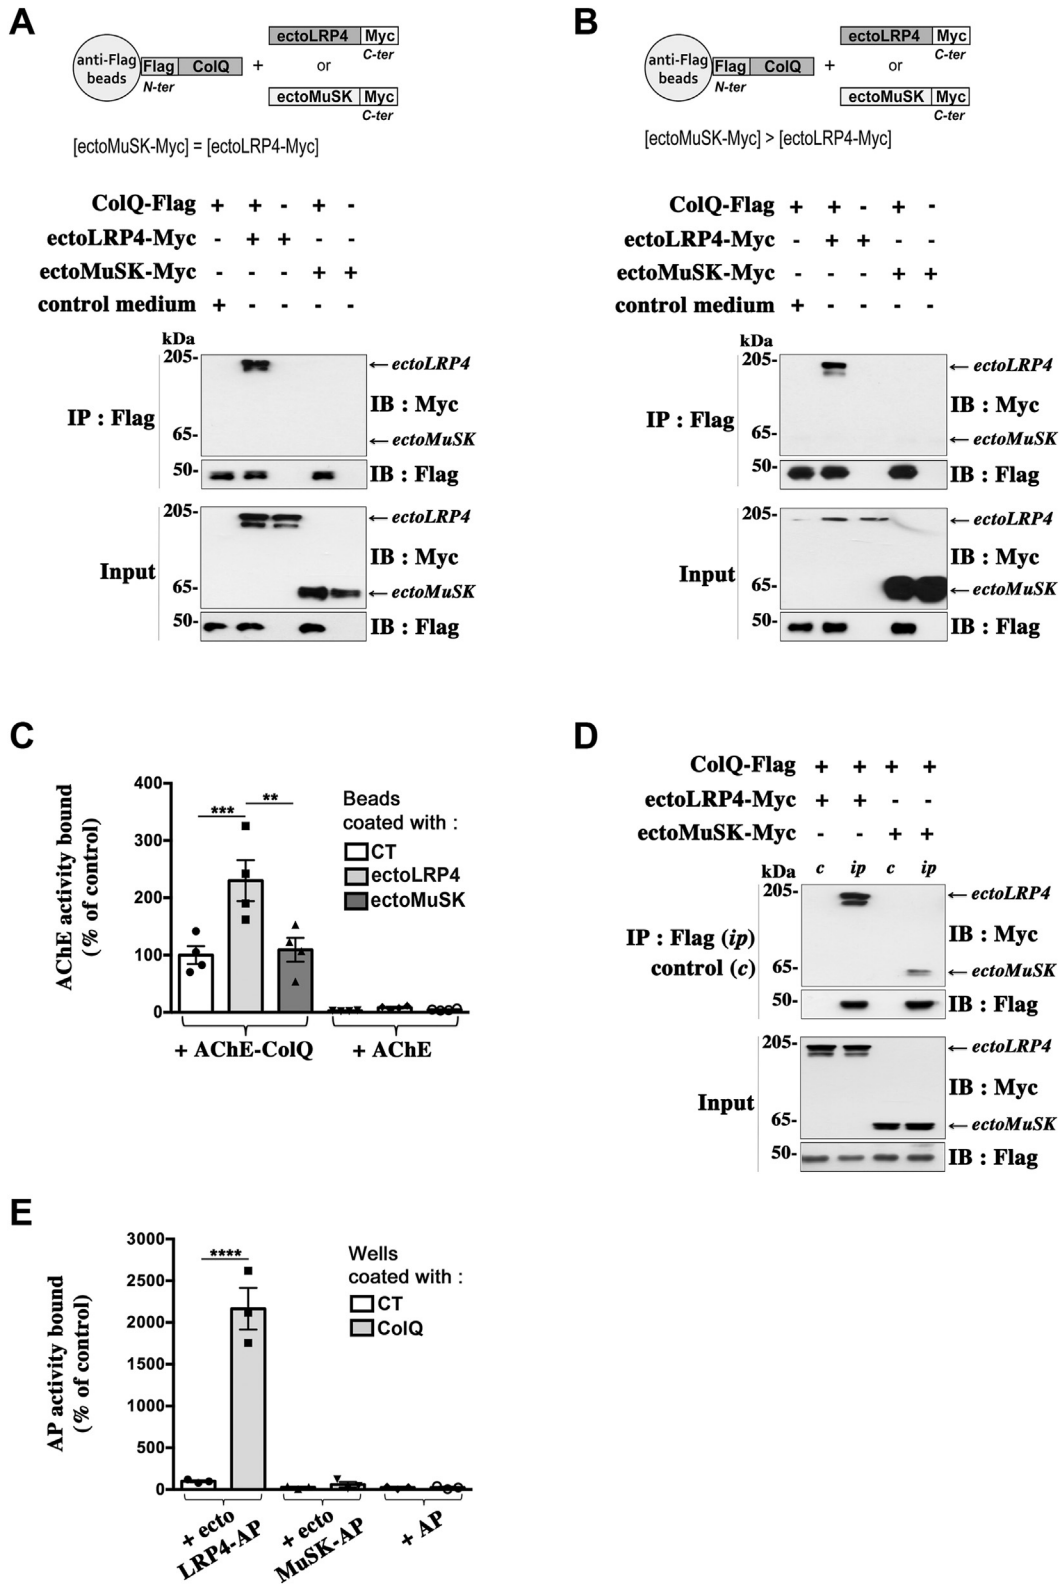 A
anti-Flag
beads
Flag ColQ
N-ter
+
ectoLRP4 Myc
C-ter
or
ectoMuSK Myc
C-ter
[ectoMuSK-Myc] = [ectoLRP4-Myc]
ColQ-Flag + + - + -
ectoLRP4-Myc - + + - -
ectoMuSK-Myc - - - + +
control medium + - - - -
kDa
205-
←ectoLRP4
IP : Flag
IB : Myc
65-
←ectoMuSK
50-
IB : Flag
205-
←ectoLRP4
Input
IB : Myc
65-
←ectoMuSK
50-
IB : Flag
B
anti-Flag
beads
Flag ColQ
N-ter
+
ectoLRP4 Myc
C-ter
or
ectoMuSK Myc
C-ter
[ectoMuSK-Myc] > [ectoLRP4-Myc]
ColQ-Flag + + - + -
ectoLRP4-Myc - + + - -
ectoMuSK-Myc - - - + +
control medium + - - - -
kDa
205-
←ectoLRP4
IP : Flag
IB : Myc
65-
←ectoMuSK
50-
IB : Flag
205-
←ectoLRP4
Input
IB : Myc
65-
←ectoMuSK
50-
IB : Flag
C
AChE activity bound
(% of control)
400
300
200
100
0
***
**
Beads
coated with :
CT
ectoLRP4
ectoMuSK
+ AChE-ColQ
+ AChE
D
ColQ-Flag + + + +
ectoLRP4-Myc + + - -
ectoMuSK-Myc - - + +
kDa c ip c ip
205-
←ectoLRP4
IP : Flag (ip)
control (c)
IB : Myc
65-
←ectoMuSK
50-
IB : Flag
205-
←ectoLRP4
Input
IB : Myc
65-
←ectoMuSK
50-
IB : Flag
E
AP activity bound
(% of control)
3000
2500
2000
1500
1000
500
0
****
Wells
coated with :
CT
ColQ
+ ecto
LRP4-AP
+ ecto
MuSK-AP
+ AP